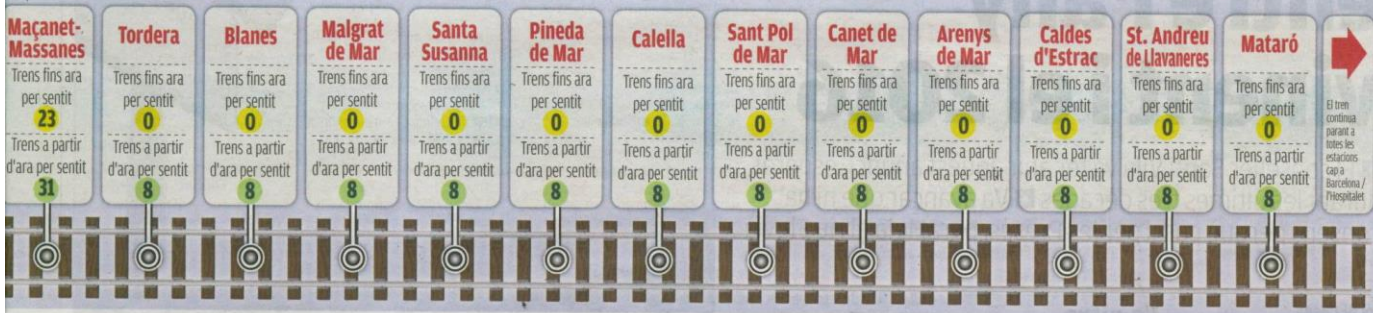 Maçanet-
Massanes
Trens fins ara
per sentit
23
Trens a partir
d'ara per sentit
31
Tordera
Trens fins ara
per sentit
0
Trens a partir
d'ara per sentit
8
Blanes
Trens fins ara
per sentit
0
Trens a partir
d'ara per sentit
8
Malgrat
de Mar
Trens fins ara
per sentit
0
Trens a partir
d'ara per sentit
8
Santa
Susanna
Trens fins ara
per sentit
0
Trens a partir
d'ara per sentit
8
Pineda
de Mar
Trens fins ara
per sentit
0
Trens a partir
d'ara per sentit
8
Calella
Trens fins ara
per sentit
0
Trens a partir
d'ara per sentit
8
Sant Pol
de Mar
Trens fins ara
per sentit
0
Trens a partir
d'ara per sentit
8
Canet de
Mar
Trens fins ara
per sentit
0
Trens a partir
d'ara per sentit
8
Arenys
de Mar
Trens fins ara
per sentit
0
Trens a partir
d'ara per sentit
8
Caldes
d'Estrac
Trens fins ara
per sentit
0
Trens a partir
d'ara per sentit
8
St. Andreu
de Llavaneres
Trens fins ara
per sentit
0
Trens a partir
d'ara per sentit
8
Mataró
Trens fins ara
per sentit
0
Trens a partir
d'ara per sentit
8
El tren
continua
parant a
totes les
estacions
cap a
Barcelona /
l'Hospitalet